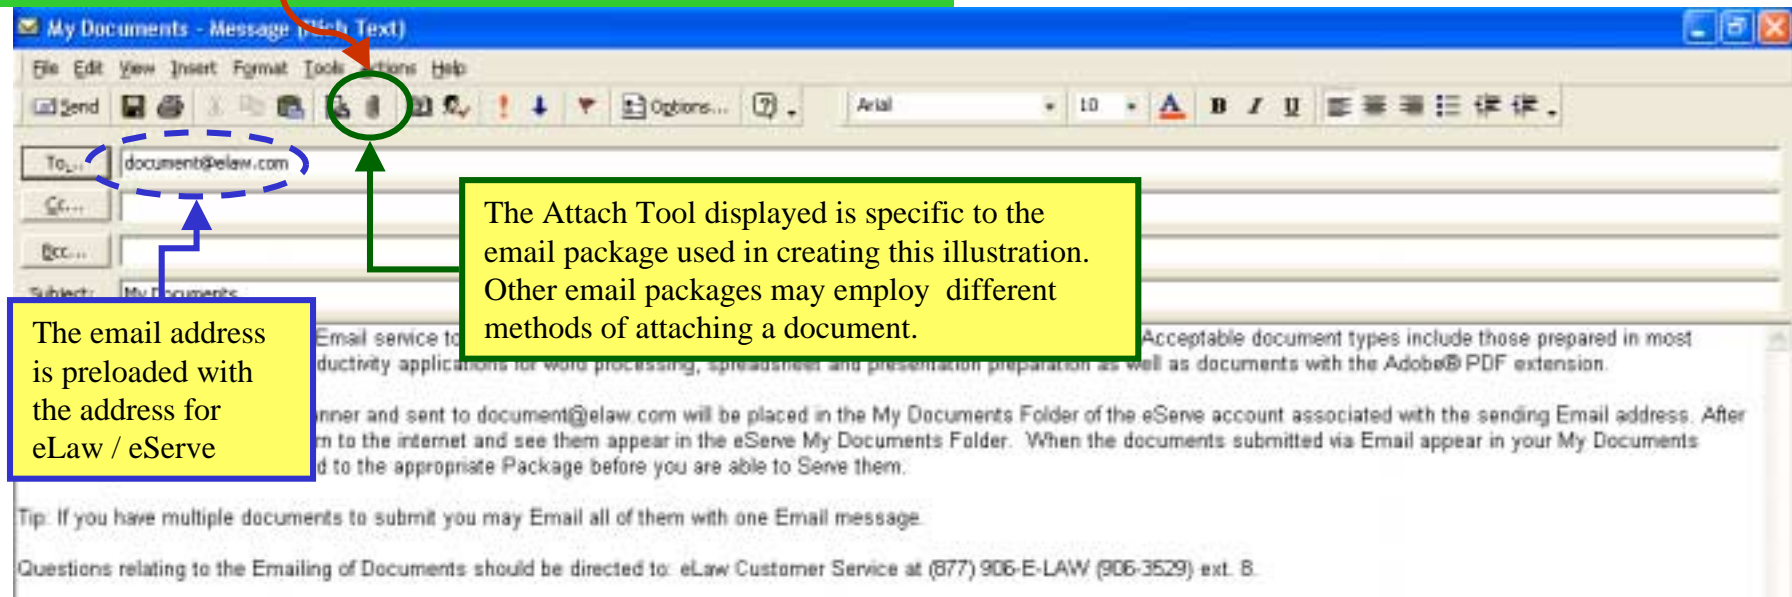 My Documents - Message (Rich Text)
File Edit View Insert Format Tools Actions Help
Send Options... Arial 10 B I U
To... document@elaw.com
Cc...
Bcc...
Subject: My Documents
The Attach Tool displayed is specific to the
email package used in creating this illustration.
Other email packages may employ different
methods of attaching a document.
The email address
is preloaded with
the address for
eLaw / eServe
Email service to Acceptable document types include those prepared in most
ductivity applications for word processing, spreadsheet and presentation preparation as well as documents with the Adobe® PDF extension.
nner and sent to document@elaw.com will be placed in the My Documents Folder of the eServe account associated with the sending Email address. After
rn to the internet and see them appear in the eServe My Documents Folder. When the documents submitted via Email appear in your My Documents
d to the appropriate Package before you are able to Serve them.
Tip: If you have multiple documents to submit you may Email all of them with one Email message.
Questions relating to the Emailing of Documents should be directed to: eLaw Customer Service at (877) 906-E-LAW (906-3529) ext. 8.